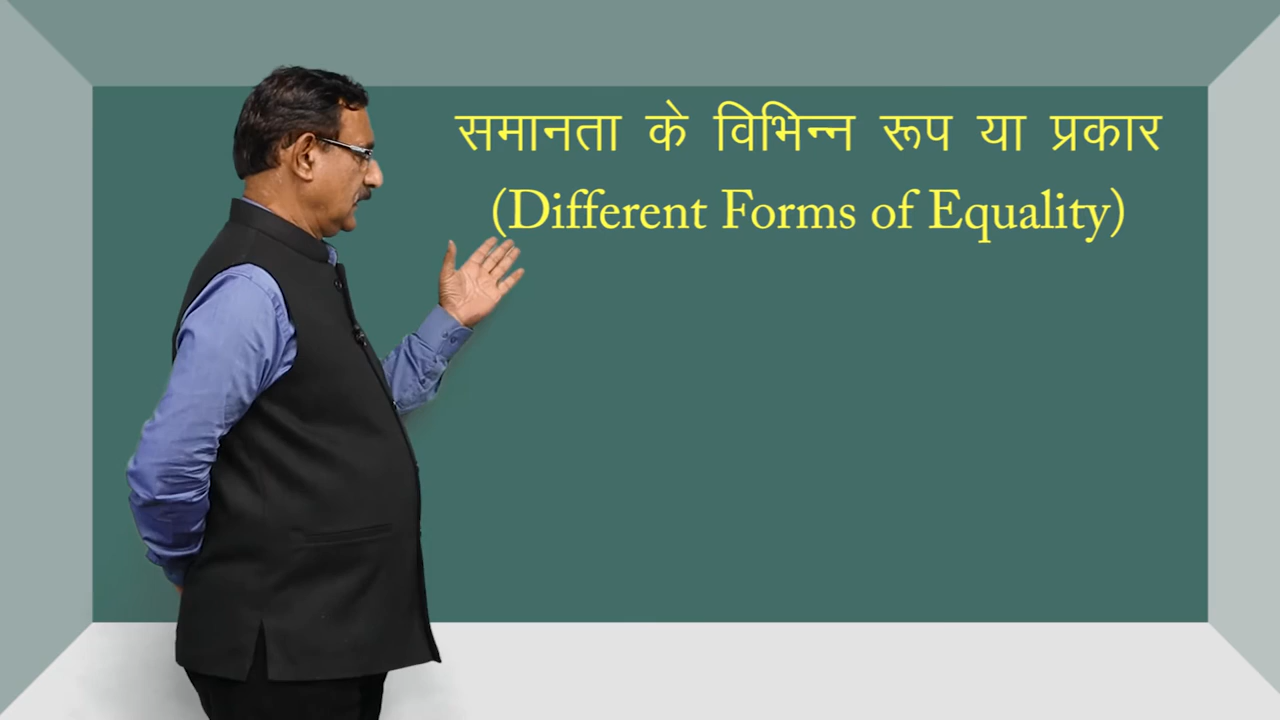 समानता के विभिन्न रूप या प्रकार
(Different Forms of Equality)